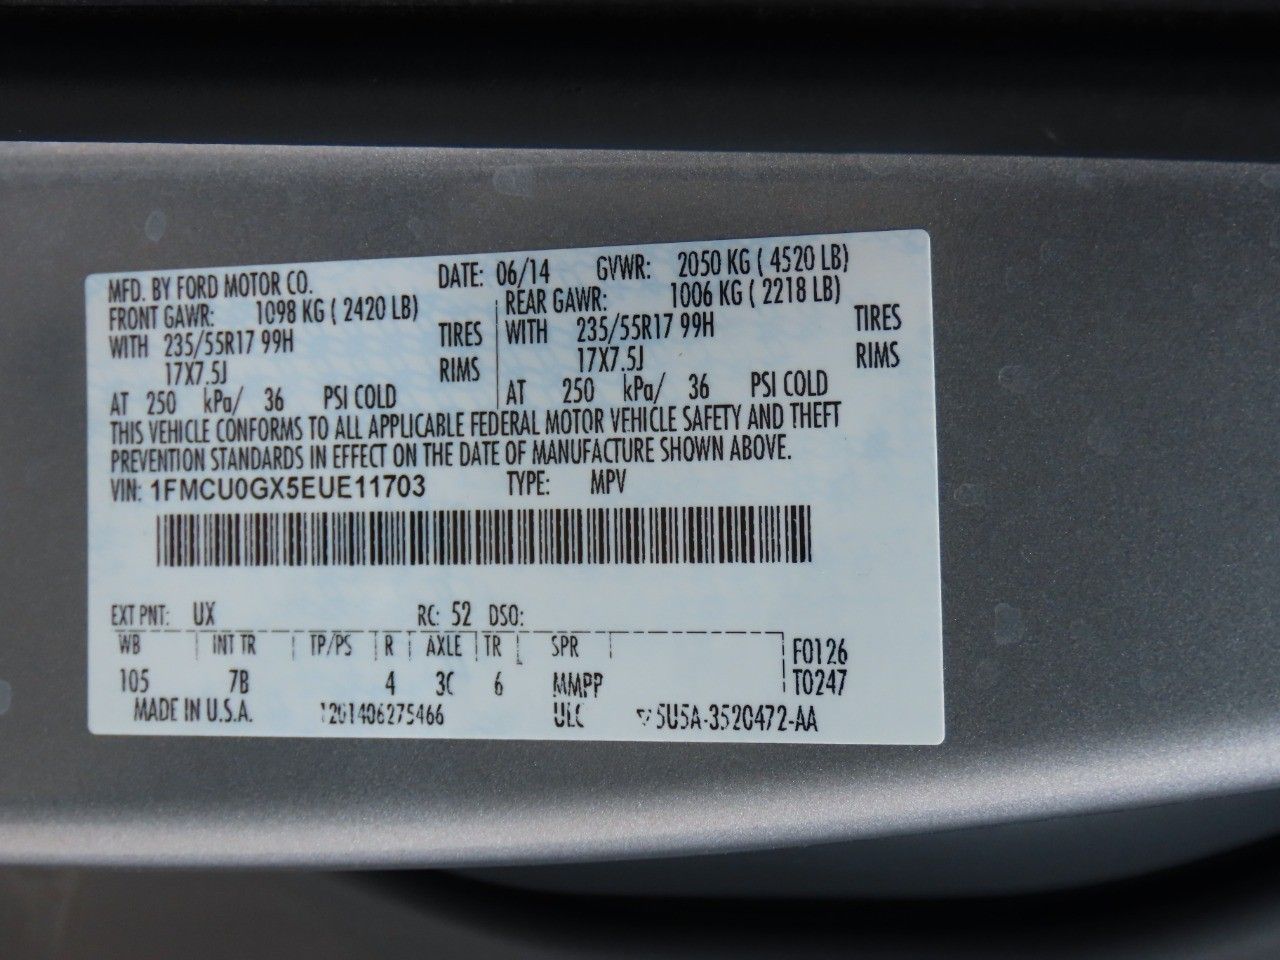 MFD. BY FORD MOTOR CO. DATE: 06/14 GVWR: 2050 KG ( 4520 LB)
FRONT GAWR: 1098 KG ( 2420 LB) REAR GAWR: 1006 KG ( 2218 LB)
WITH 235/55R17 99H TIRES WITH 235/55R17 99H TIRES
17X7.5J RIMS 17X7.5J RIMS
AT 250 kPa/ 36 PSI COLD AT 250 kPa/ 36 PSI COLD
THIS VEHICLE CONFORMS TO ALL APPLICABLE FEDERAL MOTOR VEHICLE SAFETY AND THEFT
PREVENTION STANDARDS IN EFFECT ON THE DATE OF MANUFACTURE SHOWN ABOVE.
VIN: 1FMCU0GX5EUE11703 TYPE: MPV
EXT PNT: UX RC: 52 DSO:
WB INT TR TP/PS R AXLE TR SPR F0126
105 7B 4 3C 6 MMPP T0247
MADE IN U.S.A. 1201406275466 ULC 5U5A-3520472-AA